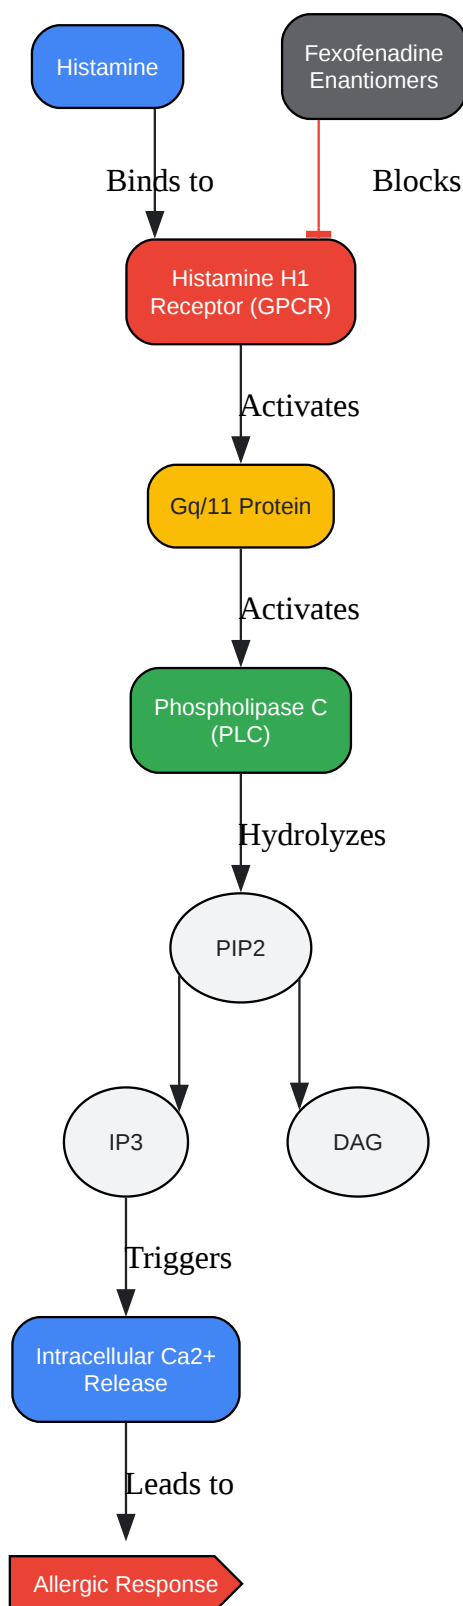 Histamine
Fexofenadine
Enantiomers
Binds to
Blocks
Histamine H1
Receptor (GPCR)
Activates
Gq/11 Protein
Activates
Phospholipase C
(PLC)
Hydrolyzes
PIP2
IP3
DAG
Triggers
Intracellular Ca2+
Release
Leads to
Allergic Response